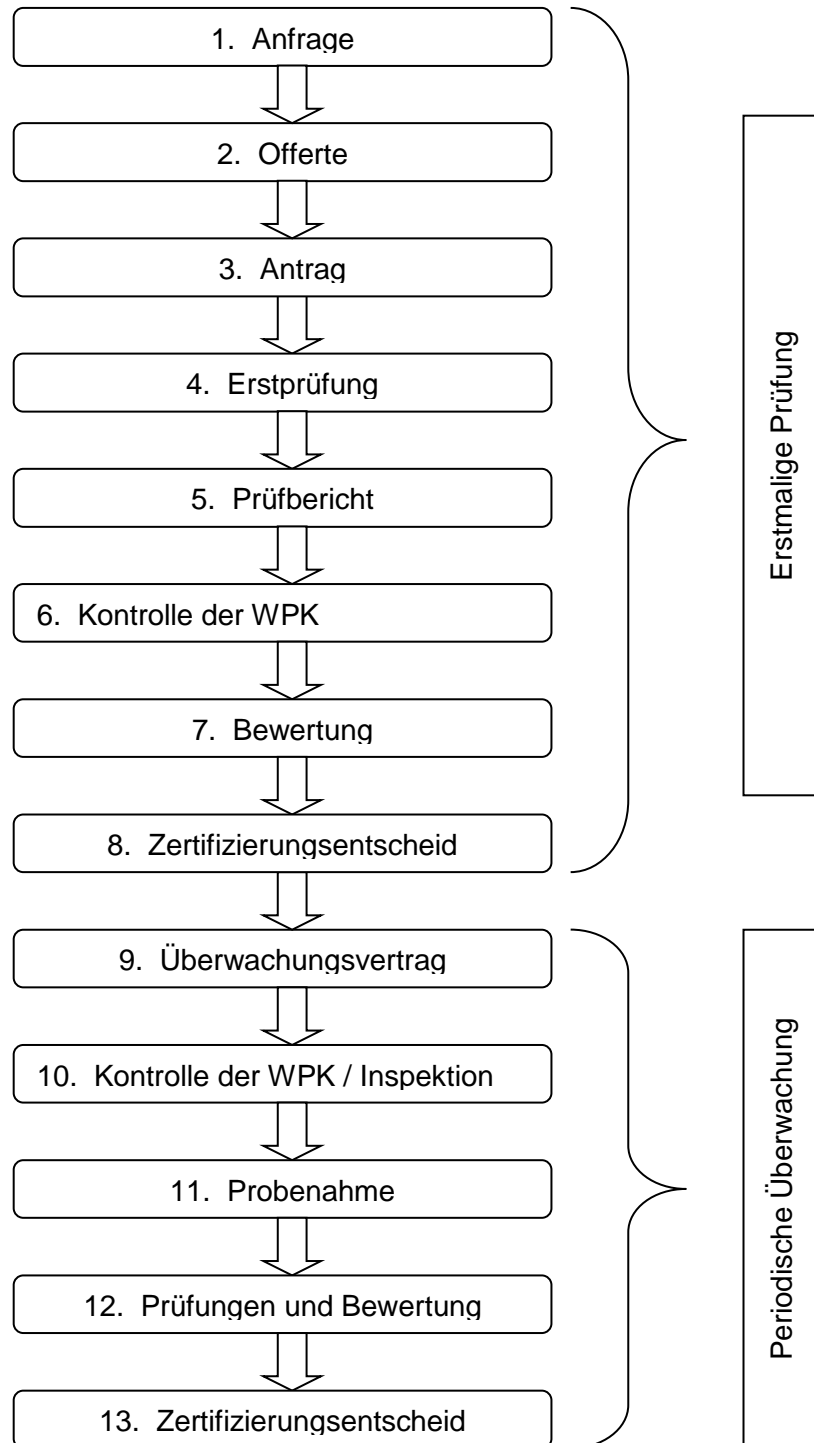 1. Anfrage
2. Offerte
3. Antrag
4. Erstprüfung
5. Prüfbericht
6. Kontrolle der WPK
7. Bewertung
8. Zertifizierungsentscheid
Erstmalige Prüfung
9. Überwachungsvertrag
10. Kontrolle der WPK / Inspektion
11. Probenahme
12. Prüfungen und Bewertung
13. Zertifizierungsentscheid
Periodische Überwachung